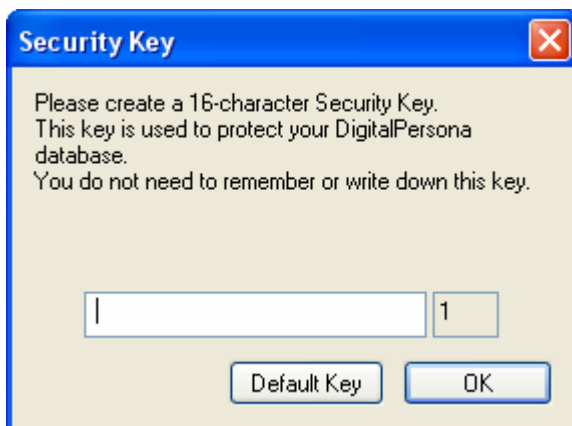 Security Key
Please create a 16-character Security Key.
This key is used to protect your DigitalPersona
database.
You do not need to remember or write down this key.
1
Default Key OK